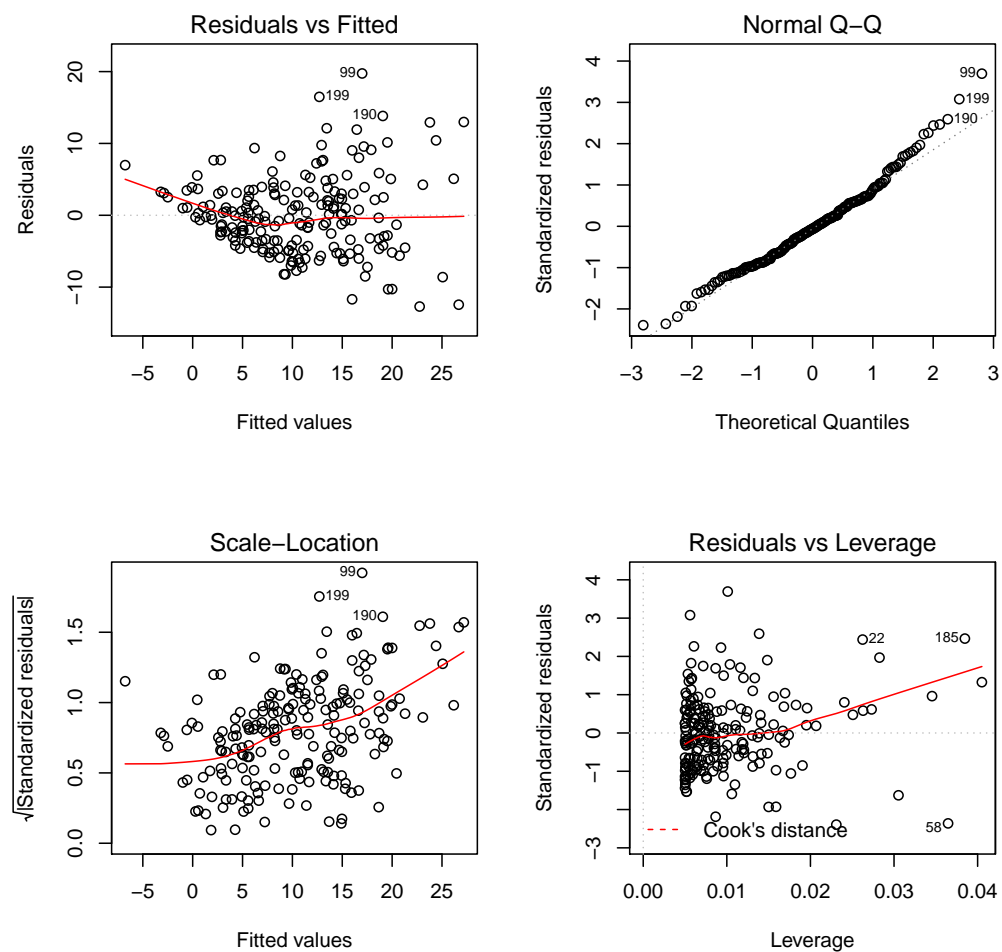 Residuals vs Fitted
Residuals
20
10
0
−10
99
199
190
−5 0 5 10 15 20 25
Fitted values
Normal Q−Q
Standardized residuals
4
3
2
1
0
−1
−2
99
199
190
−3 −2 −1 0 1 2 3
Theoretical Quantiles
Scale−Location
√|Standardized residuals|
1.5
1.0
0.5
0.0
99
199
190
−5 0 5 10 15 20 25
Fitted values
Residuals vs Leverage
Standardized residuals
4
3
2
1
0
−1
−3
22
185
58
Cook's distance
0.00 0.01 0.02 0.03 0.04
Leverage